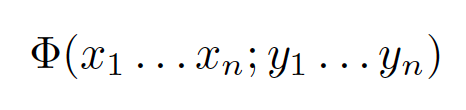 Φ(x₁ … xₙ; y₁ … yₙ)